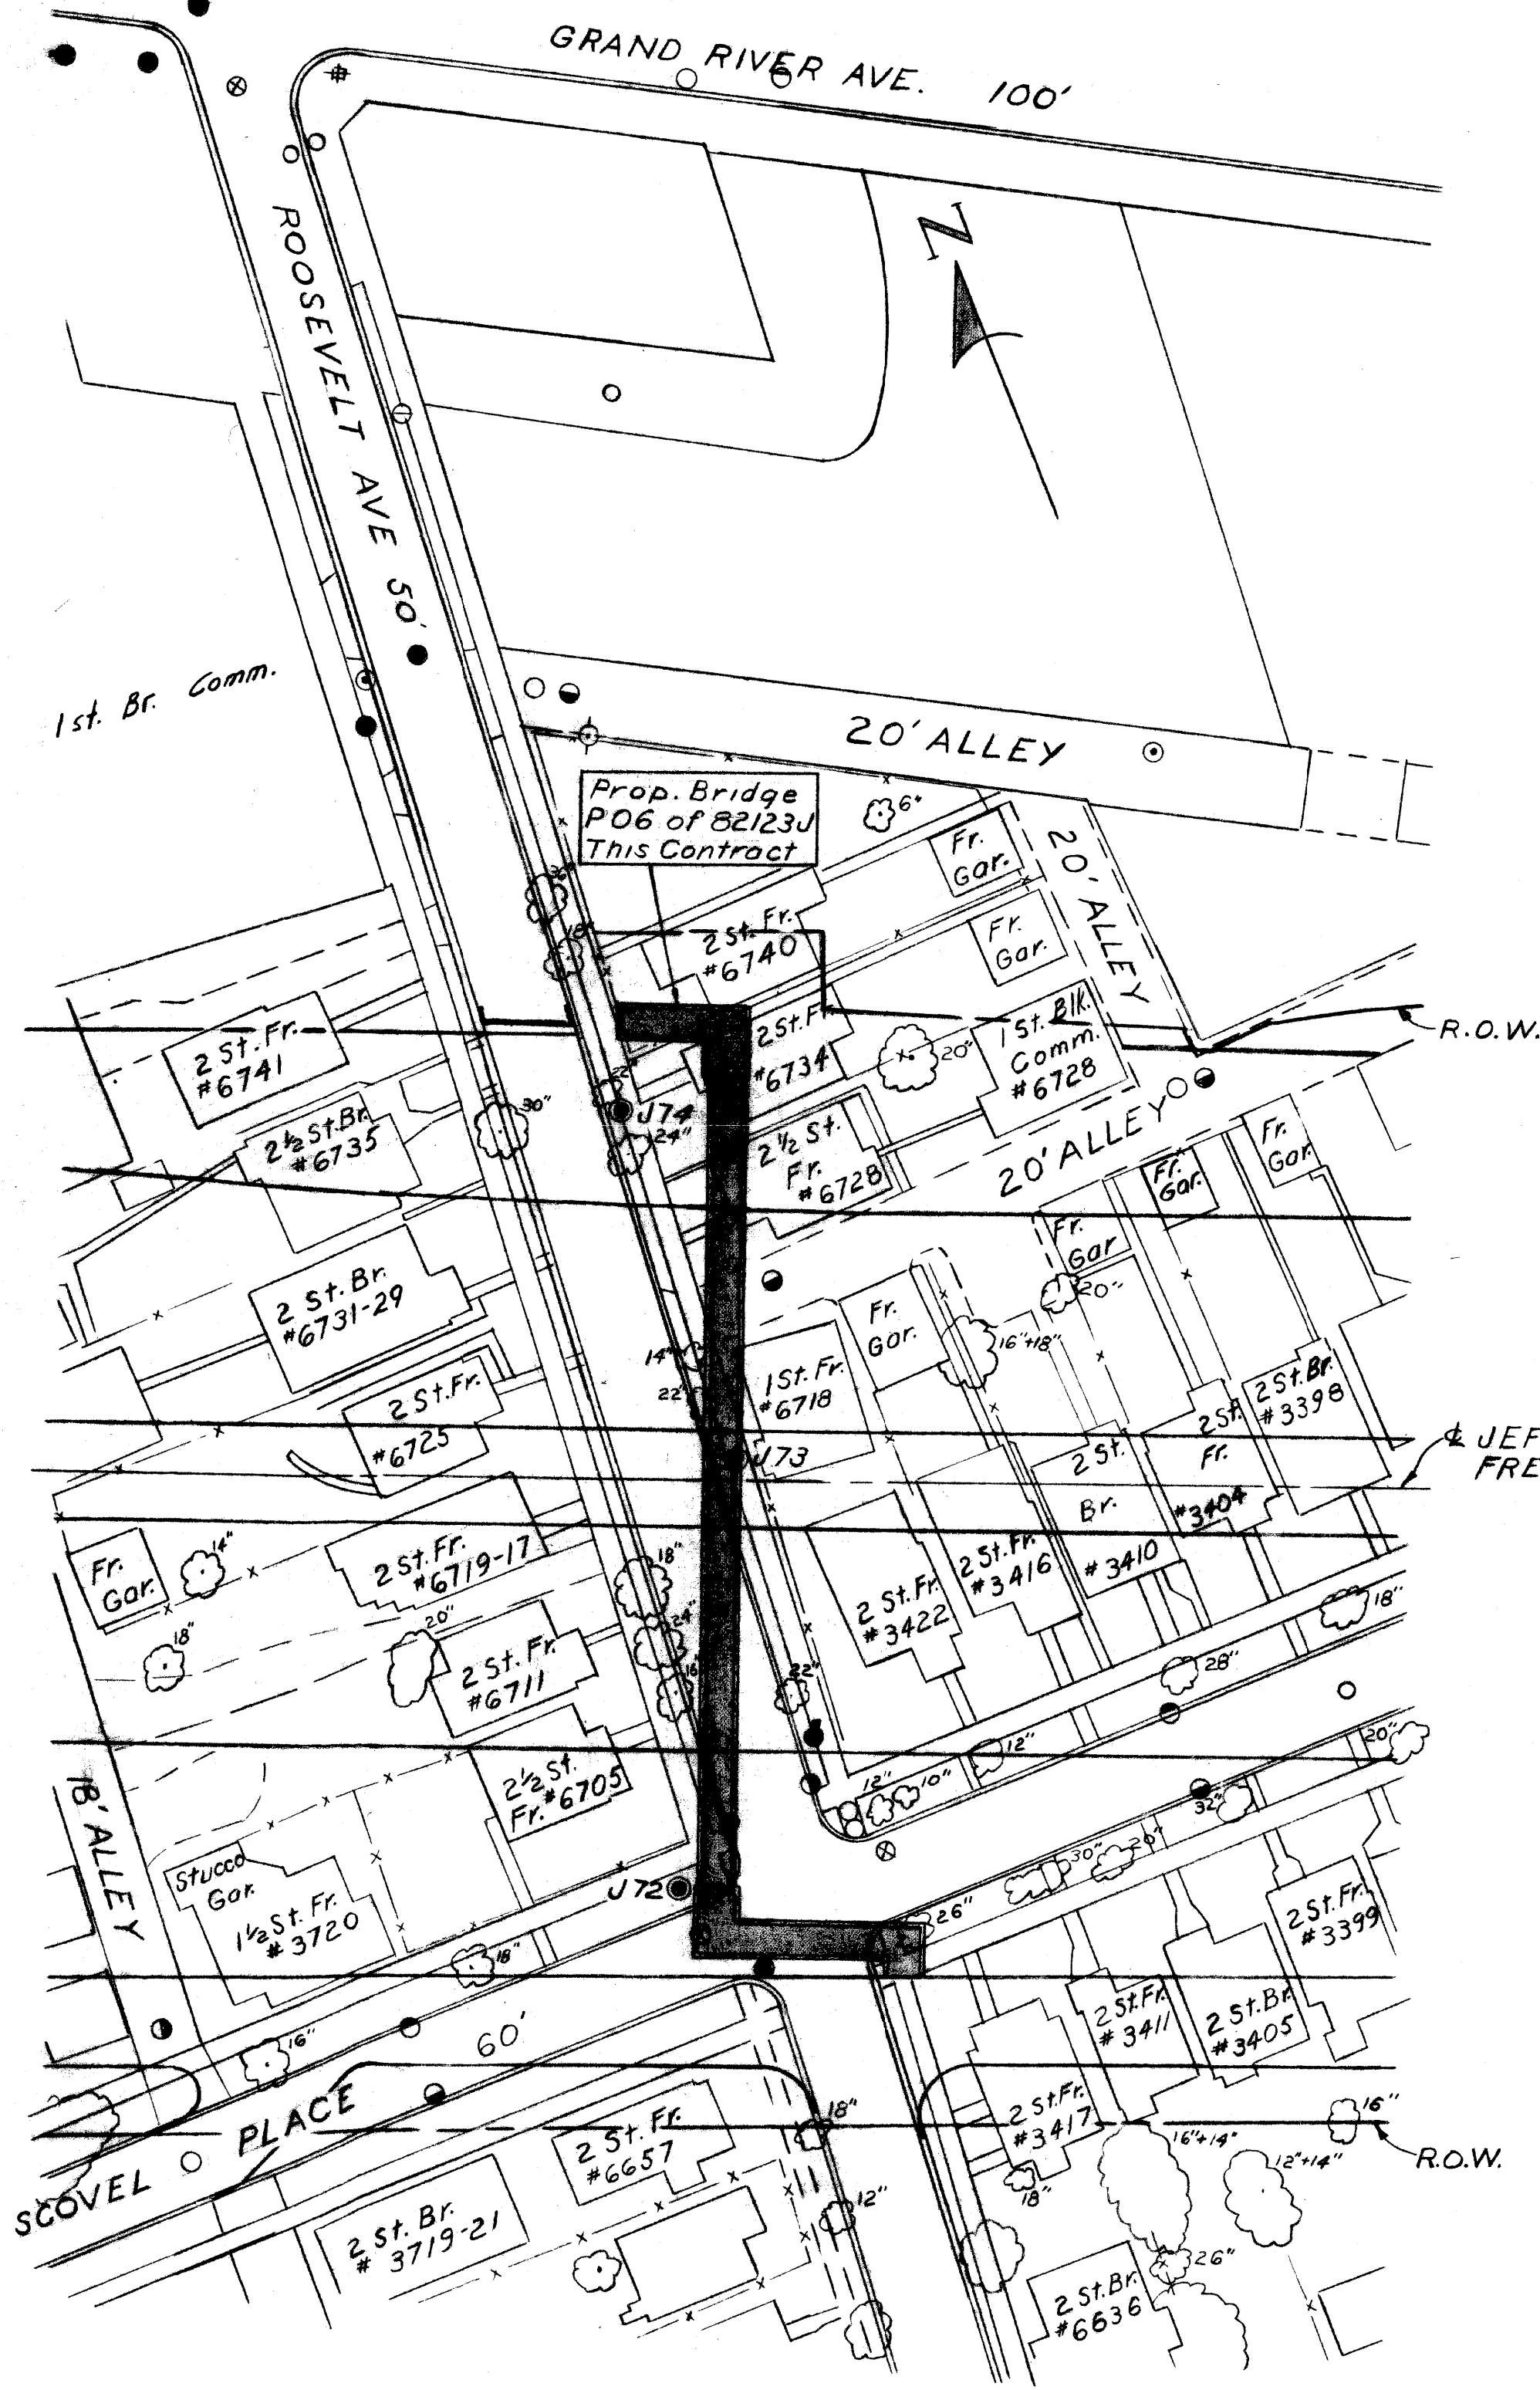 GRAND RIVER AVE. 100'
N
ROOSEVELT AVE 50'
1st. Br. Comm.
20' ALLEY
Prop. Bridge
P06 of 82123J
This Contract
6"
Fr.
Gar.
20' ALLEY
36"
18"
2 St. Fr.
#6740
Fr.
Gar.
2 St. Fr.
#6741
2 St. Fr.
#6734
20"
1 St. Blk.
Comm.
#6728
R.O.W.
30"
J74
24"
2½ St. Br.
#6735
2½ St.
Fr.
#6728
20' ALLEY
Fr.
Gar.
Fr.
Gar.
Fr.
Gar
20"
2 St. Br.
#6731-29
Fr.
Gar.
16"+18"
14"
22"
1 St. Fr.
#6718
2 St. Fr.
#6725
2 St. Br.
#3398
2 St.
Fr.
#3404
2 St.
Br.
#3410
J73
℄ JEF
FRE
Fr.
Gar.
14"
2 St. Fr.
#6719-17
18"
2 St. Fr.
#3416
2 St. Fr.
#3422
18"
18"
20"
24"
16"
2 St. Fr.
#6711
22"
28"
12"
20"
18' ALLEY
2½ St.
Fr. #6705
12"
10"
32"
30"
20"
Stucco
Gar.
1½ St. Fr.
# 3720
J72
26"
2 St. Fr.
#3399
18"
2 St. Fr.
# 3411
2 St. Br.
#3405
16"
60'
SCOVEL PLACE
18"
2 St. Fr.
#3417
16"+14"
16"
2 St. Fr.
#6657
12"
18"
12"+14"
R.O.W.
2 St. Br.
# 3719-21
26"
2 St. Br.
#6636